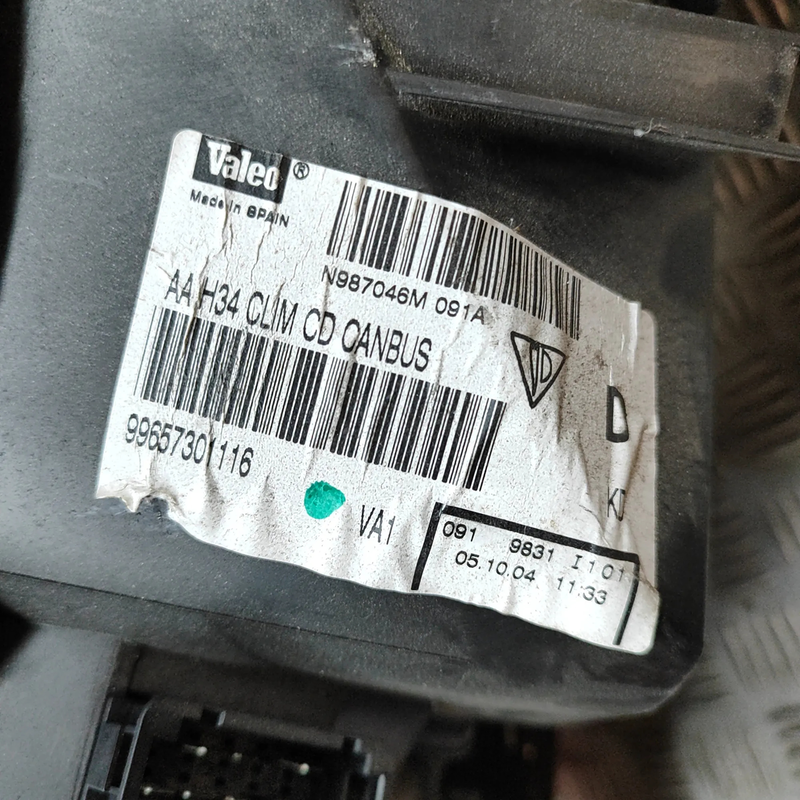 Valeo®
Made in SPAIN
N987046M 091A
AA H34 CLIM CD CANBUS
D
99657301116
VA1
091 9831 I101
05.10.04 11:33